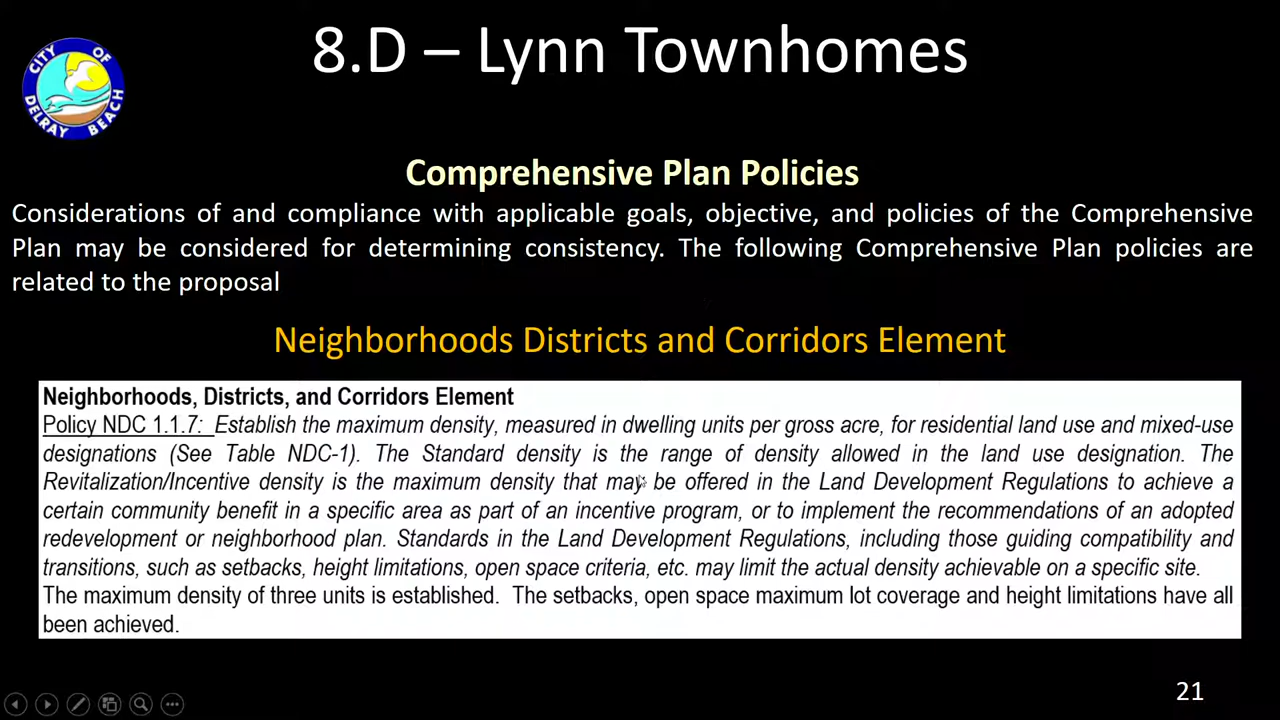 8.D – Lynn Townhomes
CITY OF
DELRAY BEACH
Comprehensive Plan Policies
Considerations of and compliance with applicable goals, objective, and policies of the Comprehensive
Plan may be considered for determining consistency. The following Comprehensive Plan policies are
related to the proposal
Neighborhoods Districts and Corridors Element
Neighborhoods, Districts, and Corridors Element
Policy NDC 1.1.7: Establish the maximum density, measured in dwelling units per gross acre, for residential land use and mixed-use
designations (See Table NDC-1). The Standard density is the range of density allowed in the land use designation. The
Revitalization/Incentive density is the maximum density that may be offered in the Land Development Regulations to achieve a
certain community benefit in a specific area as part of an incentive program, or to implement the recommendations of an adopted
redevelopment or neighborhood plan. Standards in the Land Development Regulations, including those guiding compatibility and
transitions, such as setbacks, height limitations, open space criteria, etc. may limit the actual density achievable on a specific site.
The maximum density of three units is established. The setbacks, open space maximum lot coverage and height limitations have all
been achieved.
21